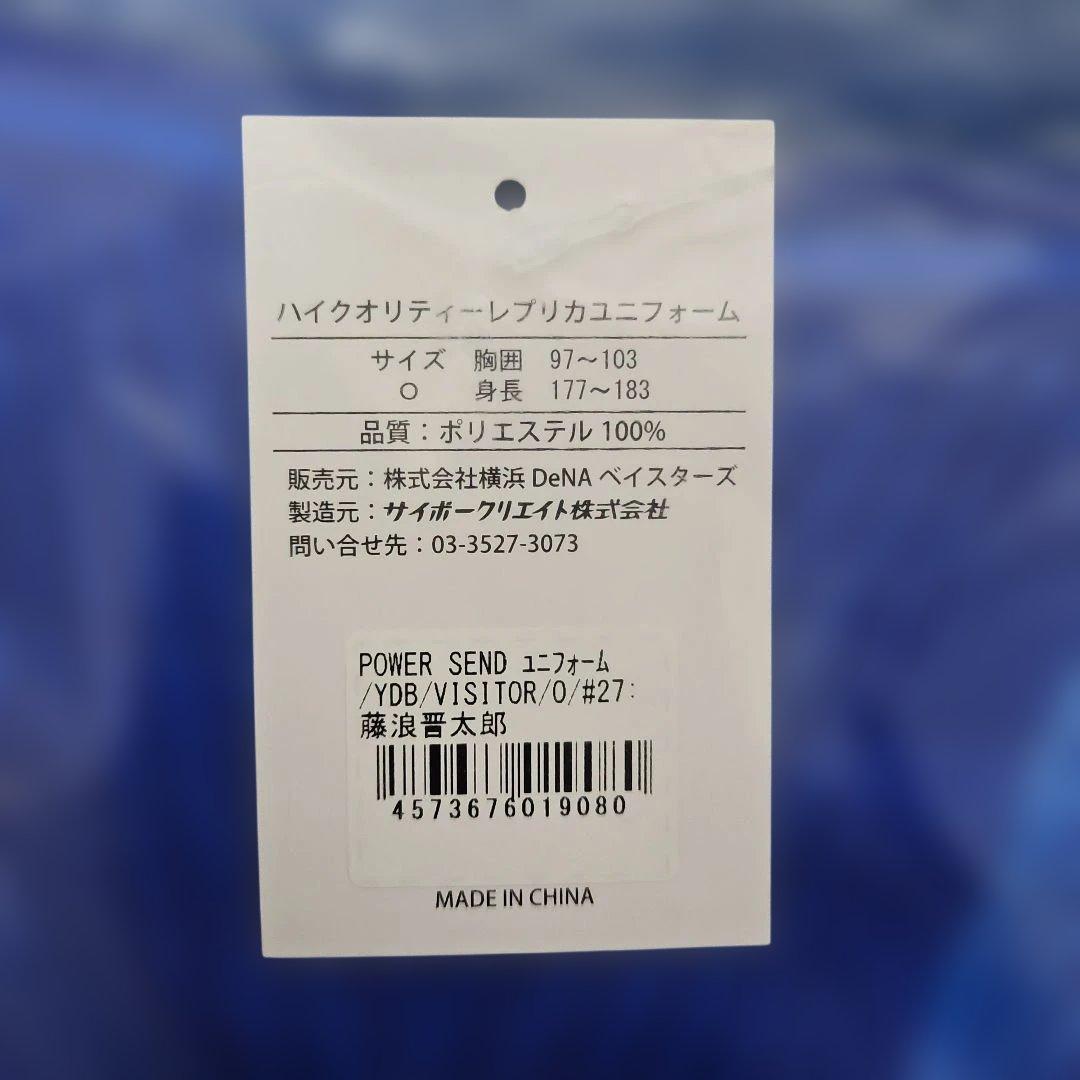 ハイクオリティーレプリカユニフォーム
サイズ 胸囲 97〜103
O 身長 177〜183
品質：ポリエステル 100%
販売元：株式会社横浜 DeNA ベイスターズ
製造元：サイボークリエイト株式会社
問い合せ先：03-3527-3073
POWER SEND ﾕﾆﾌｫｰﾑ
/YDB/VISITOR/O/#27:
藤浪晋太郎
4573676019080
MADE IN CHINA